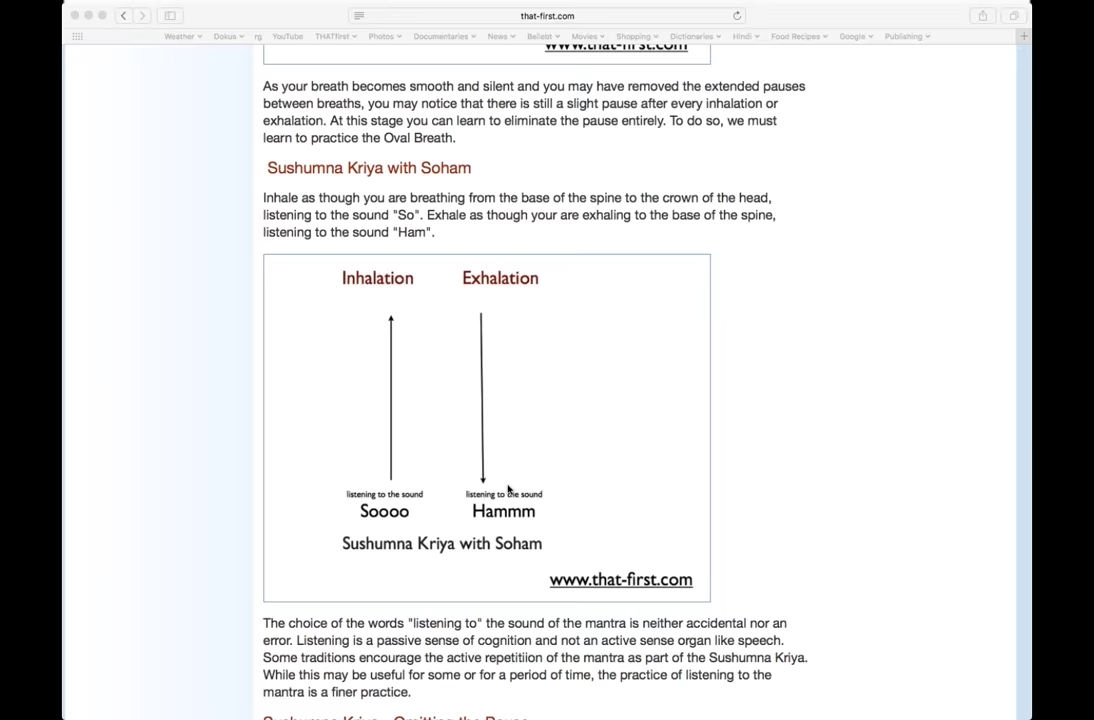 that-first.com
Weather Dokus rg YouTube THATfirst Photos Documentaries News Beliebt Movies Shopping Dictionaries Hindi Food Recipes Google Publishing
www.that-first.com
As your breath becomes smooth and silent and you may have removed the extended pauses
between breaths, you may notice that there is still a slight pause after every inhalation or
exhalation. At this stage you can learn to eliminate the pause entirely. To do so, we must
learn to practice the Oval Breath.
Sushumna Kriya with Soham
Inhale as though you are breathing from the base of the spine to the crown of the head,
listening to the sound "So". Exhale as though your are exhaling to the base of the spine,
listening to the sound "Ham".
Inhalation Exhalation
listening to the sound listening to the sound
Soooo Hammm
Sushumna Kriya with Soham
www.that-first.com
The choice of the words "listening to" the sound of the mantra is neither accidental nor an
error. Listening is a passive sense of cognition and not an active sense organ like speech.
Some traditions encourage the active repetitiion of the mantra as part of the Sushumna Kriya.
While this may be useful for some or for a period of time, the practice of listening to the
mantra is a finer practice.
Sushumna Kriya - Omitting the Pause